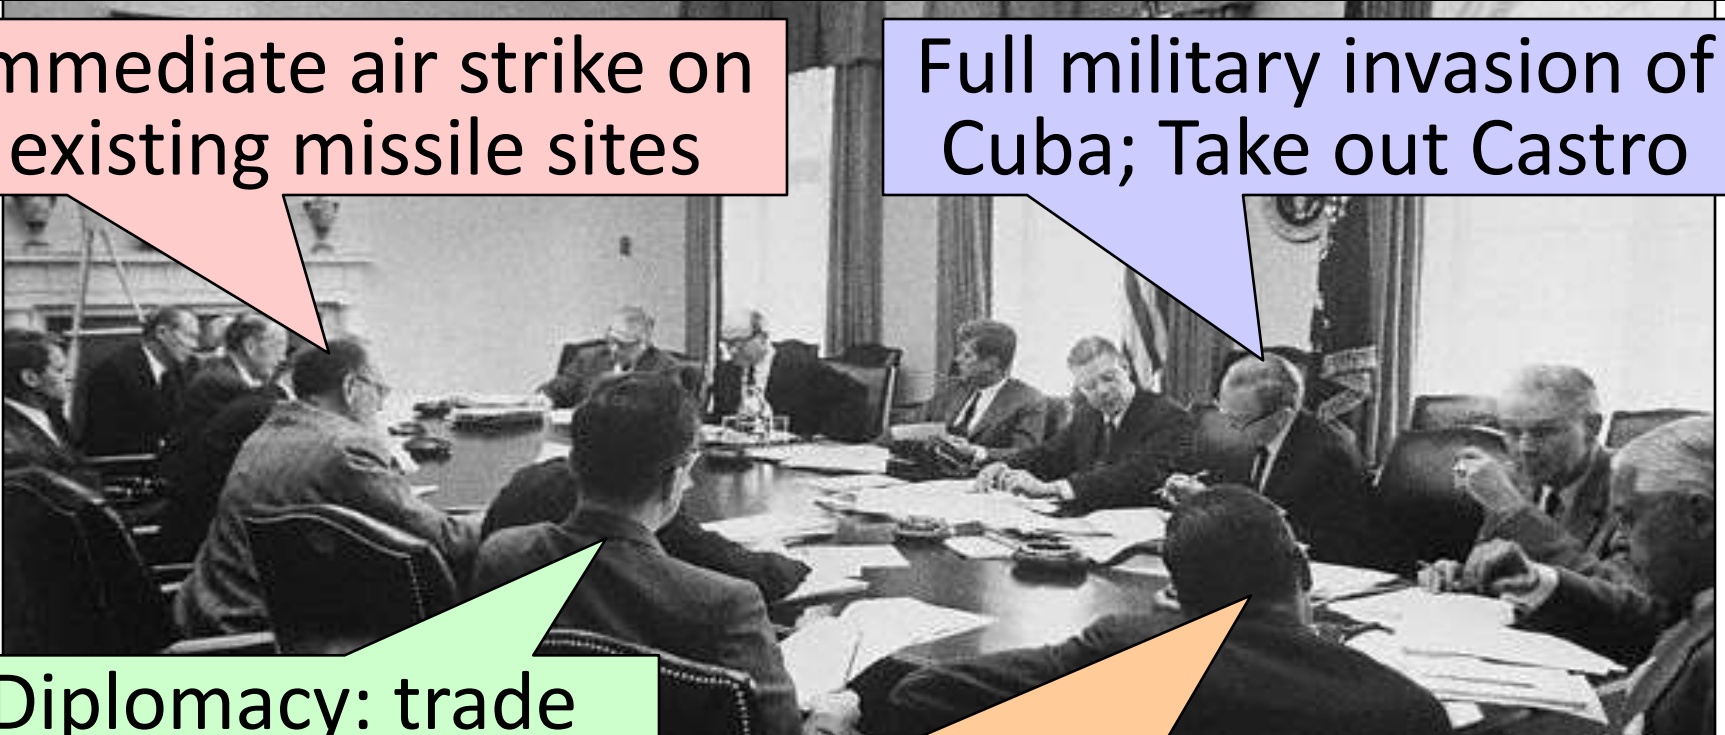 mmediate air strike on
existing missile sites
Full military invasion of
Cuba; Take out Castro
Diplomacy: trade